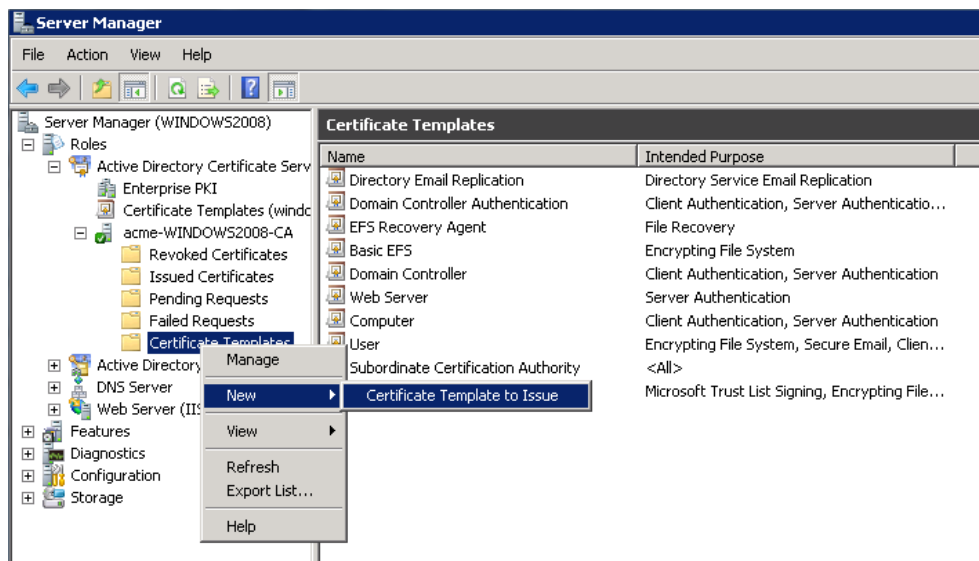 Server Manager
File Action View Help
Server Manager (WINDOWS2008)
Roles
Active Directory Certificate Serv
Enterprise PKI
Certificate Templates (windo
acme-WINDOWS2008-CA
Revoked Certificates
Issued Certificates
Pending Requests
Failed Requests
Certificate Templates
Active Directory
DNS Server
Web Server (IIS
Features
Diagnostics
Configuration
Storage
Manage
New
View
Refresh
Export List...
Help
Certificate Template to Issue
Certificate Templates
Name Intended Purpose
Directory Email Replication Directory Service Email Replication
Domain Controller Authentication Client Authentication, Server Authenticatio...
EFS Recovery Agent File Recovery
Basic EFS Encrypting File System
Domain Controller Client Authentication, Server Authentication
Web Server Server Authentication
Computer Client Authentication, Server Authentication
User Encrypting File System, Secure Email, Clien...
Subordinate Certification Authority <All>
Microsoft Trust List Signing, Encrypting File...